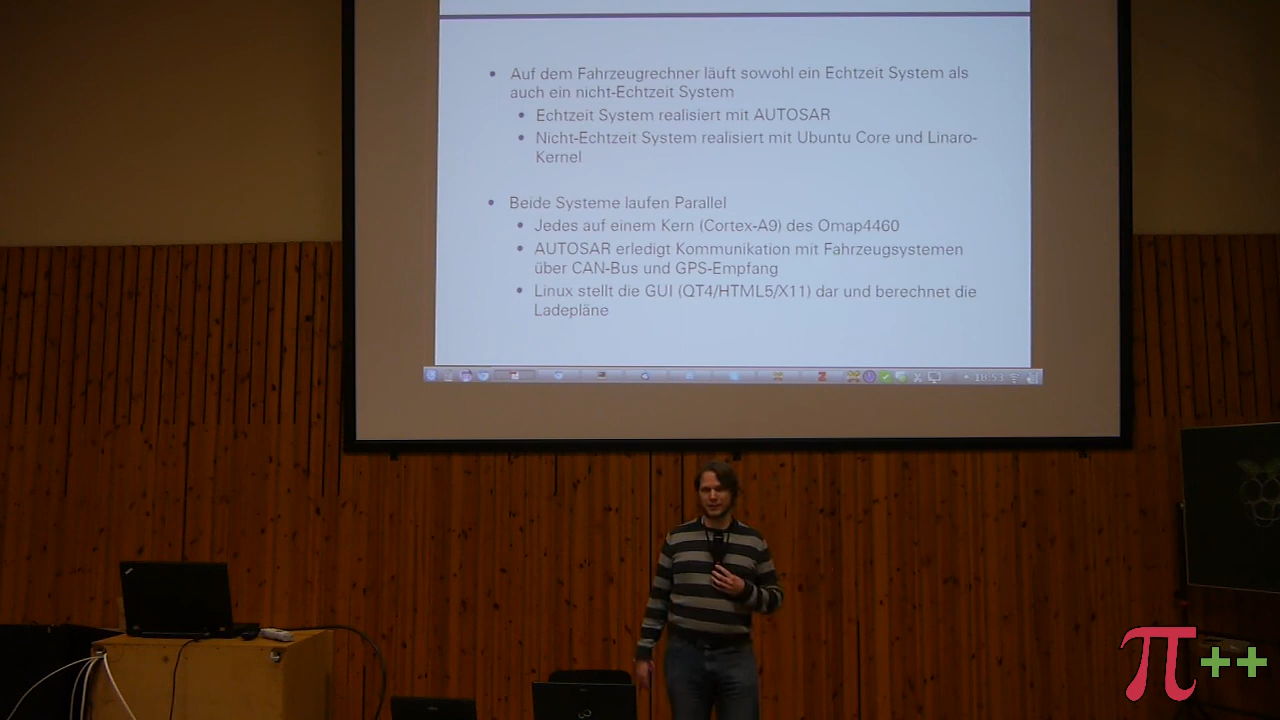 • Auf dem Fahrzeugrechner läuft sowohl ein Echtzeit System als
auch ein nicht-Echtzeit System
• Echtzeit System realisiert mit AUTOSAR
• Nicht-Echtzeit System realisiert mit Ubuntu Core und Linaro-
Kernel
• Beide Systeme laufen Parallel
• Jedes auf einem Kern (Cortex-A9) des Omap4460
• AUTOSAR erledigt Kommunikation mit Fahrzeugsystemen
über CAN-Bus und GPS-Empfang
• Linux stellt die GUI (QT4/HTML5/X11) dar und berechnet die
Ladepläne
18:53
π++